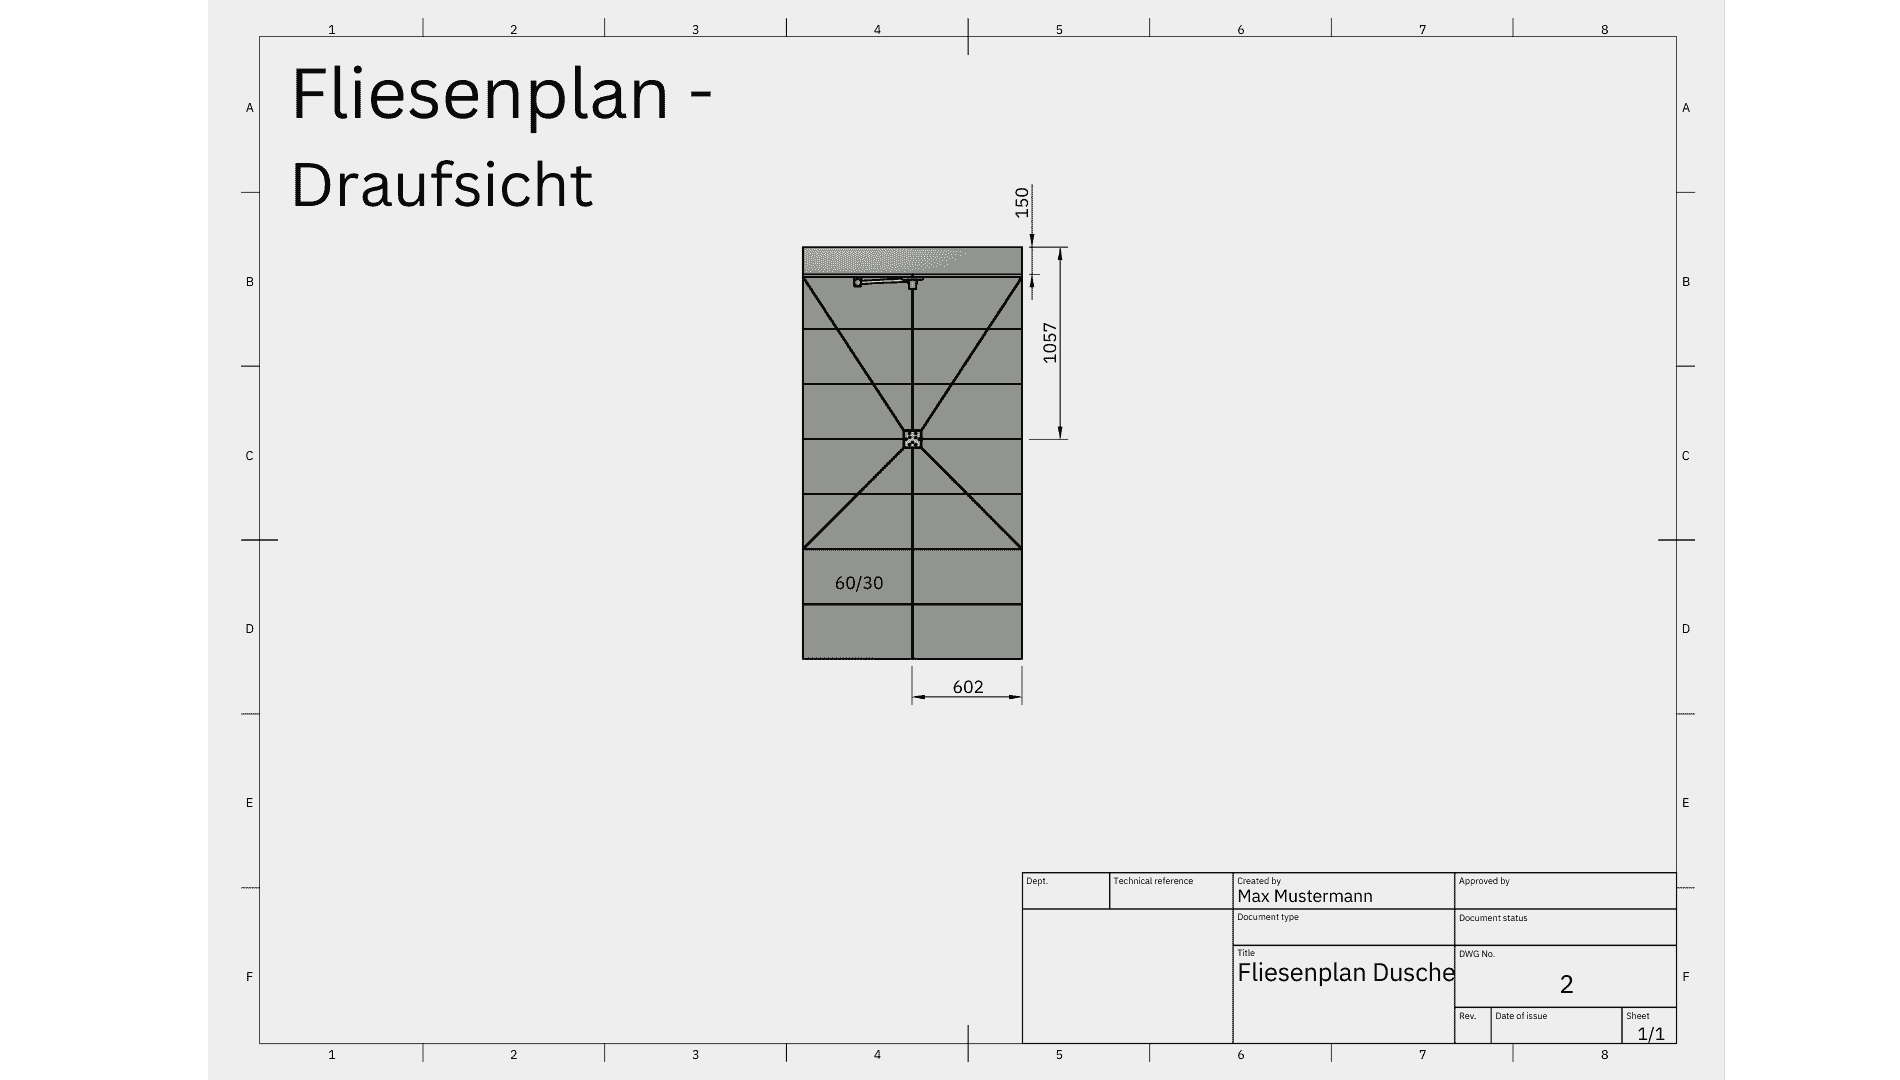 1 2 3 4 5 6 7 8
Fliesenplan -
Draufsicht
A A
150
B B
1057
C C
60/30
D D
602
E E
Dept. Technical reference Created by Approved by
Max Mustermann
Document type Document status
Title DWG No.
Fliesenplan Dusche
F F
2
Rev. Date of issue Sheet
1/1
1 2 3 4 5 6 7 8